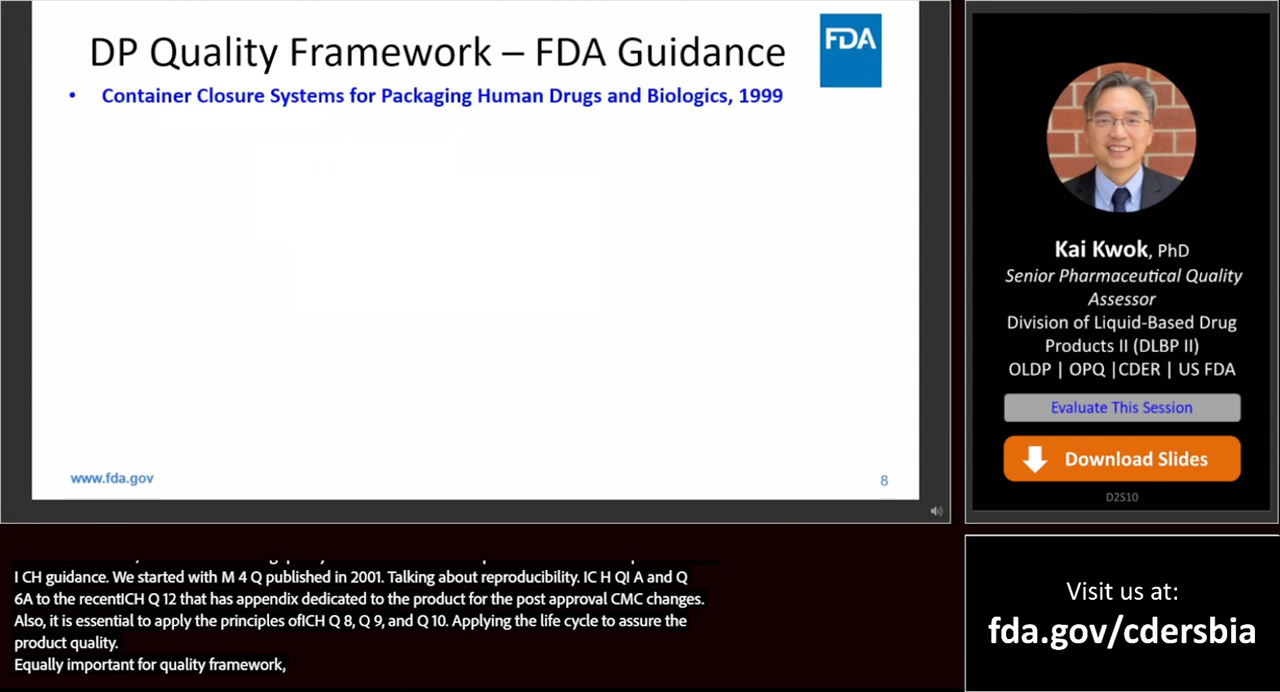 DP Quality Framework – FDA Guidance
FDA
• Container Closure Systems for Packaging Human Drugs and Biologics, 1999
www.fda.gov
8
Kai Kwok, PhD
Senior Pharmaceutical Quality
Assessor
Division of Liquid-Based Drug
Products II (DLBP II)
OLDP | OPQ |CDER | US FDA
Evaluate This Session
Download Slides
D2S10
I CH guidance. We started with M 4 Q published in 2001. Talking about reproducibility. IC H QI A and Q
6A to the recentICH Q 12 that has appendix dedicated to the product for the post approval CMC changes.
Also, it is essential to apply the principles ofICH Q 8, Q 9, and Q 10. Applying the life cycle to assure the
product quality.
Equally important for quality framework,
Visit us at:
fda.gov/cdersbia